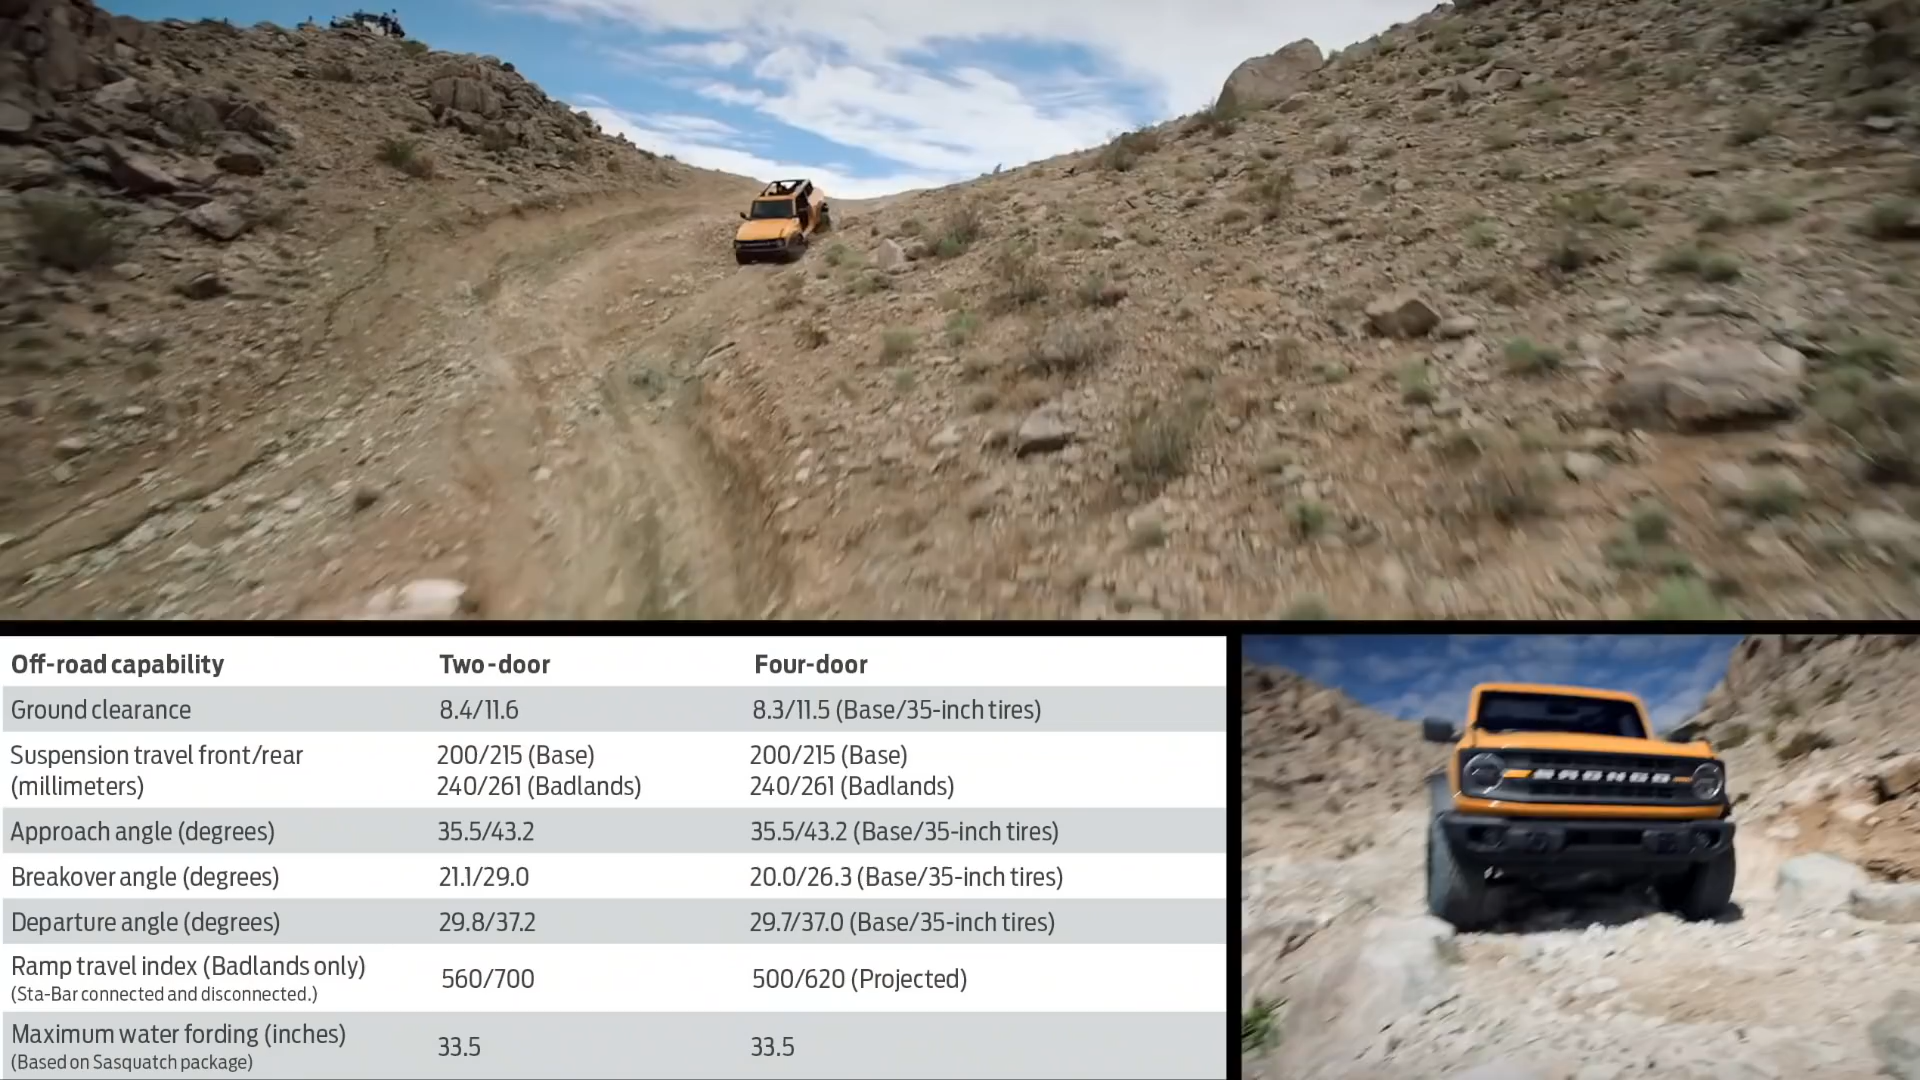 Off-road capability Two-door Four-door
Ground clearance 8.4/11.6 8.3/11.5 (Base/35-inch tires)
Suspension travel front/rear 200/215 (Base) 200/215 (Base)
(millimeters) 240/261 (Badlands) 240/261 (Badlands)
Approach angle (degrees) 35.5/43.2 35.5/43.2 (Base/35-inch tires)
Breakover angle (degrees) 21.1/29.0 20.0/26.3 (Base/35-inch tires)
Departure angle (degrees) 29.8/37.2 29.7/37.0 (Base/35-inch tires)
Ramp travel index (Badlands only) 560/700 500/620 (Projected)
(Sta-Bar connected and disconnected.)
Maximum water fording (inches) 33.5 33.5
(Based on Sasquatch package)
BRONCO